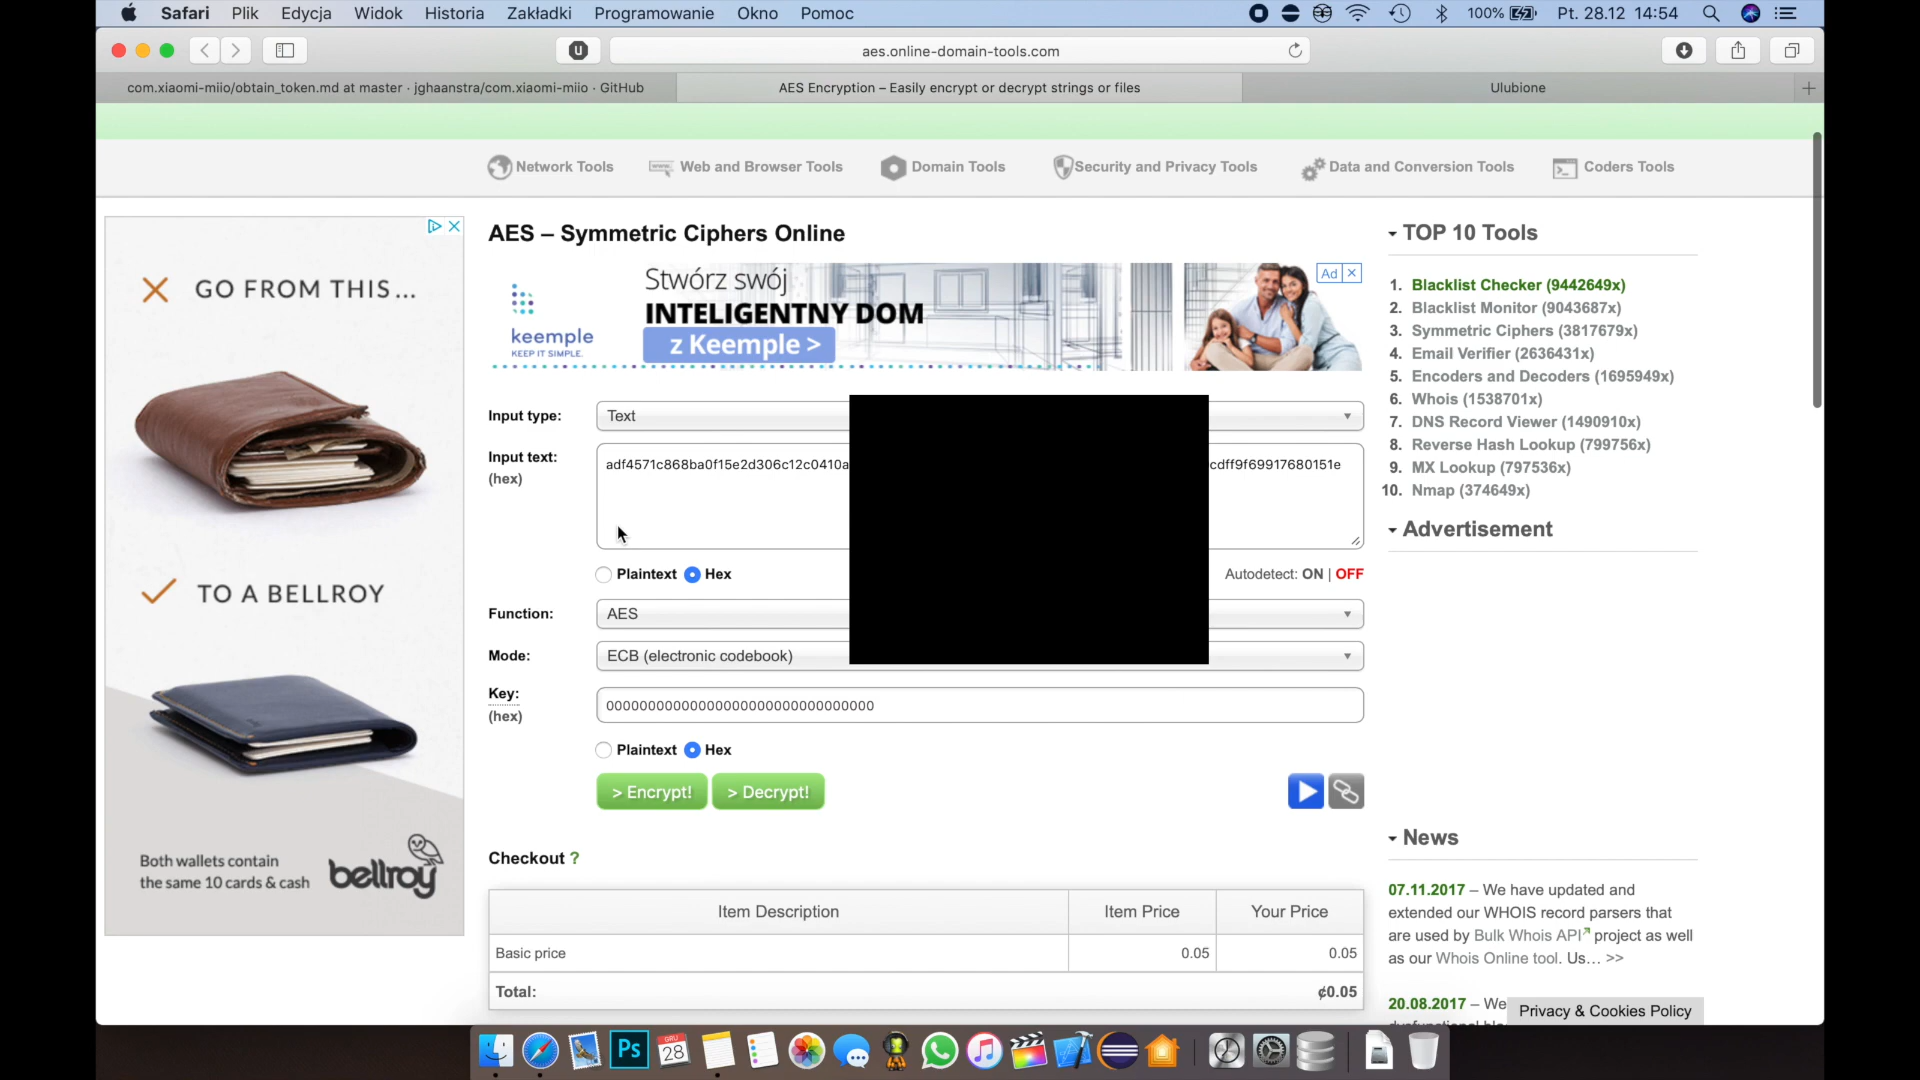 Safari Plik Edycja Widok Historia Zakładki Programowanie Okno Pomoc 100% Pt. 28.12 14:54
aes.online-domain-tools.com
com.xiaomi-miio/obtain_token.md at master · jghaanstra/com.xiaomi-miio · GitHub
AES Encryption – Easily encrypt or decrypt strings or files
Ulubione
Network Tools Web and Browser Tools Domain Tools Security and Privacy Tools Data and Conversion Tools Coders Tools
GO FROM THIS...
TO A BELLROY
Both wallets contain
the same 10 cards & cash
bellroy
AES – Symmetric Ciphers Online
keemple
KEEP IT SIMPLE.
Stwórz swój
INTELIGENTNY DOM
z Keemple >
Ad
Input type: Text
Input text:
(hex)
adf4571c868ba0f15e2d306c12c0410a cdff9f69917680151e
Plaintext Hex
Autodetect: ON | OFF
Function: AES
Mode: ECB (electronic codebook)
Key:
(hex)
00000000000000000000000000000000
Plaintext Hex
> Encrypt! > Decrypt!
Checkout ?
Item Description Item Price Your Price
Basic price 0.05 0.05
Total: ¢0.05
TOP 10 Tools
1. Blacklist Checker (9442649x)
2. Blacklist Monitor (9043687x)
3. Symmetric Ciphers (3817679x)
4. Email Verifier (2636431x)
5. Encoders and Decoders (1695949x)
6. Whois (1538701x)
7. DNS Record Viewer (1490910x)
8. Reverse Hash Lookup (799756x)
9. MX Lookup (797536x)
10. Nmap (374649x)
Advertisement
News
07.11.2017 – We have updated and
extended our WHOIS record parsers that
are used by Bulk Whois API project as well
as our Whois Online tool. Us... >>
20.08.2017 – We
Privacy & Cookies Policy
Ps
GRU
28